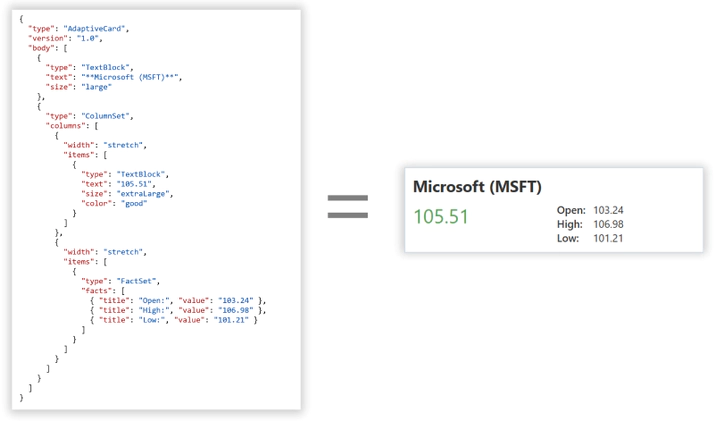 {
"type": "AdaptiveCard",
"version": "1.0",
"body": [
{
"type": "TextBlock",
"text": "**Microsoft (MSFT)**",
"size": "large"
},
{
"type": "ColumnSet",
"columns": [
{
"width": "stretch",
"items": [
{
"type": "TextBlock",
"text": "105.51",
"size": "extraLarge",
"color": "good"
}
]
},
{
"width": "stretch",
"items": [
{
"type": "FactSet",
"facts": [
{ "title": "Open:", "value": "103.24" },
{ "title": "High:", "value": "106.98" },
{ "title": "Low:", "value": "101.21" }
]
}
]
}
]
}
]
}
=
Microsoft (MSFT)
105.51
Open: 103.24
High: 106.98
Low: 101.21